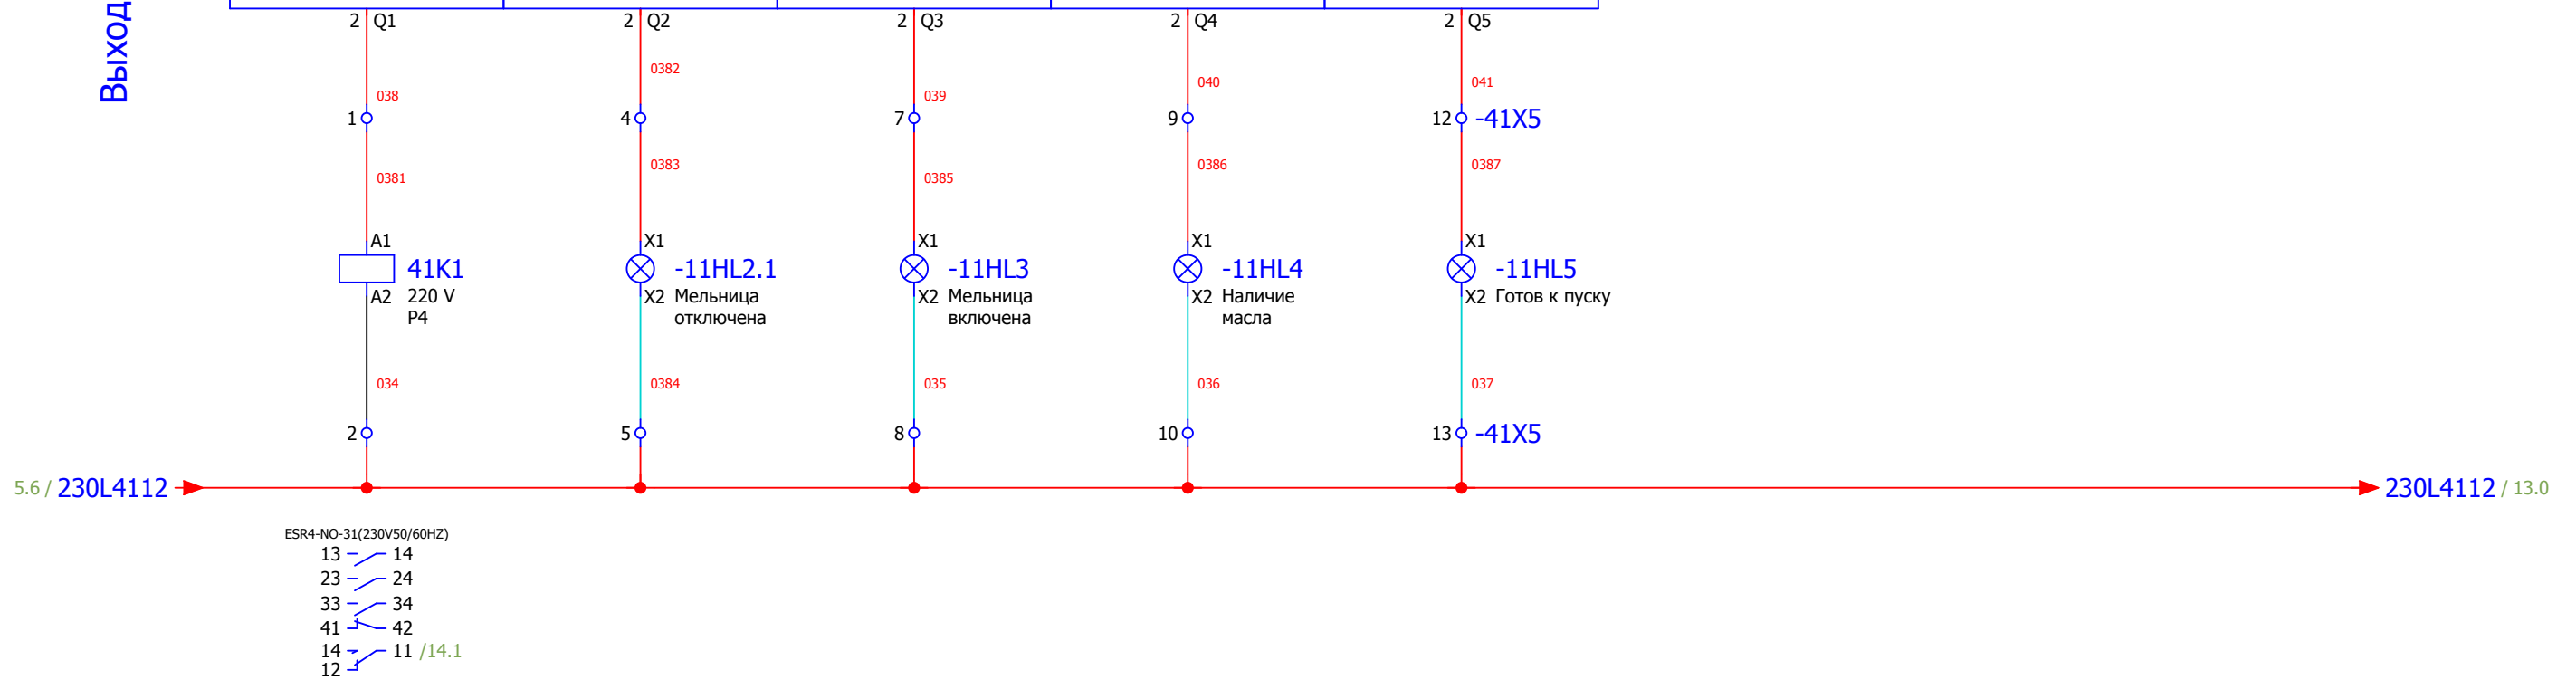 Выход
2 Q1
2 Q2
2 Q3
2 Q4
2 Q5
038
0382
039
040
041
1
4
7
9
12 -41X5
0381
0383
0385
0386
0387
A1
41K1
A2 220 V
P4
X1
-11HL2.1
X2 Мельница
отключена
X1
-11HL3
X2 Мельница
включена
X1
-11HL4
X2 Наличие
масла
X1
-11HL5
X2 Готов к пуску
034
0384
035
036
037
2
5
8
10
13 -41X5
5.6 / 230L4112
230L4112 / 13.0
ESR4-NO-31(230V50/60HZ)
13 14
23 24
33 34
41 42
14 11 /14.1
12